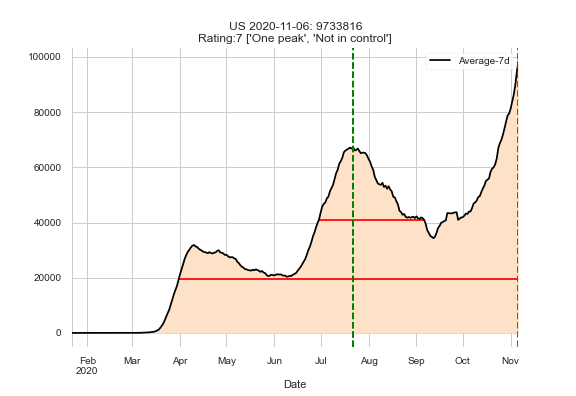 US 2020-11-06: 9733816
Rating:7 ['One peak', 'Not in control']
Average-7d
100000
80000
60000
40000
20000
0
Feb Mar Apr May Jun Jul Aug Sep Oct Nov
2020
Date